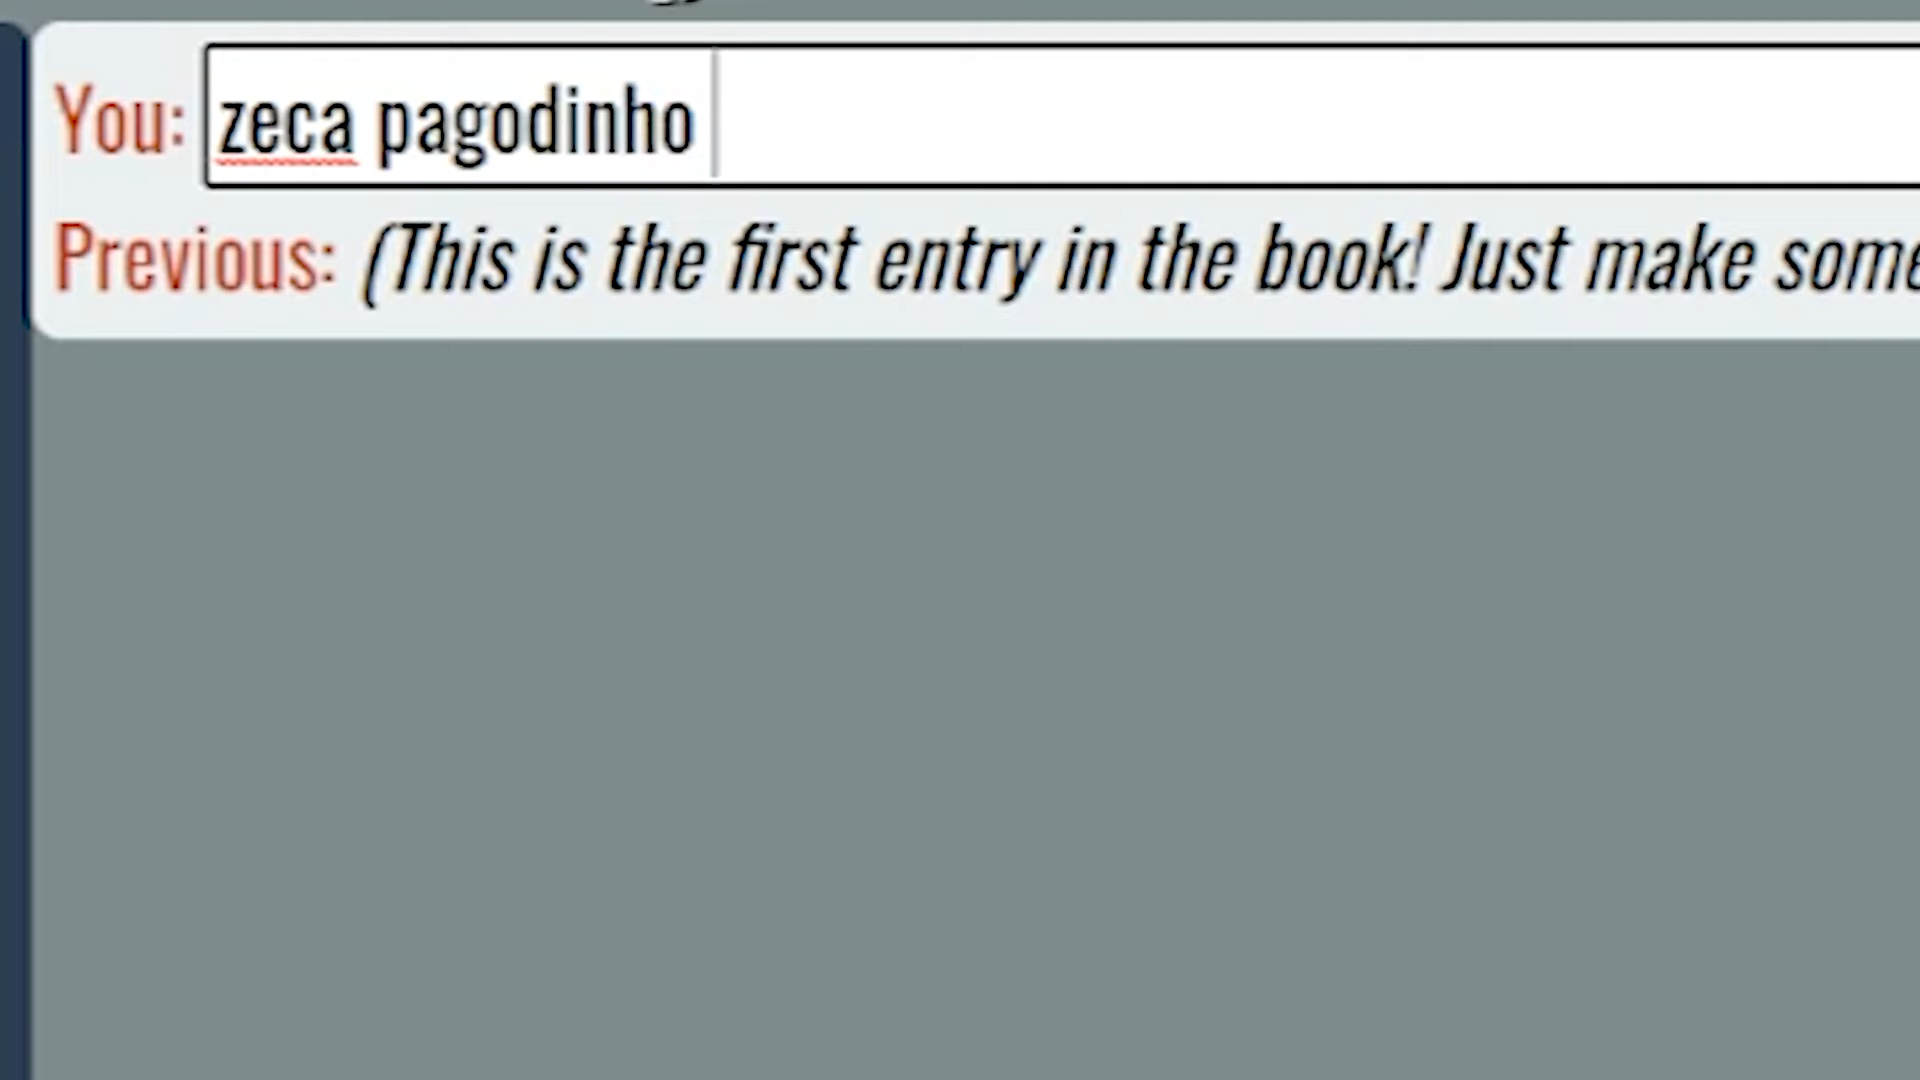 You: zeca pagodinho
Previous: (This is the first entry in the book! Just make some